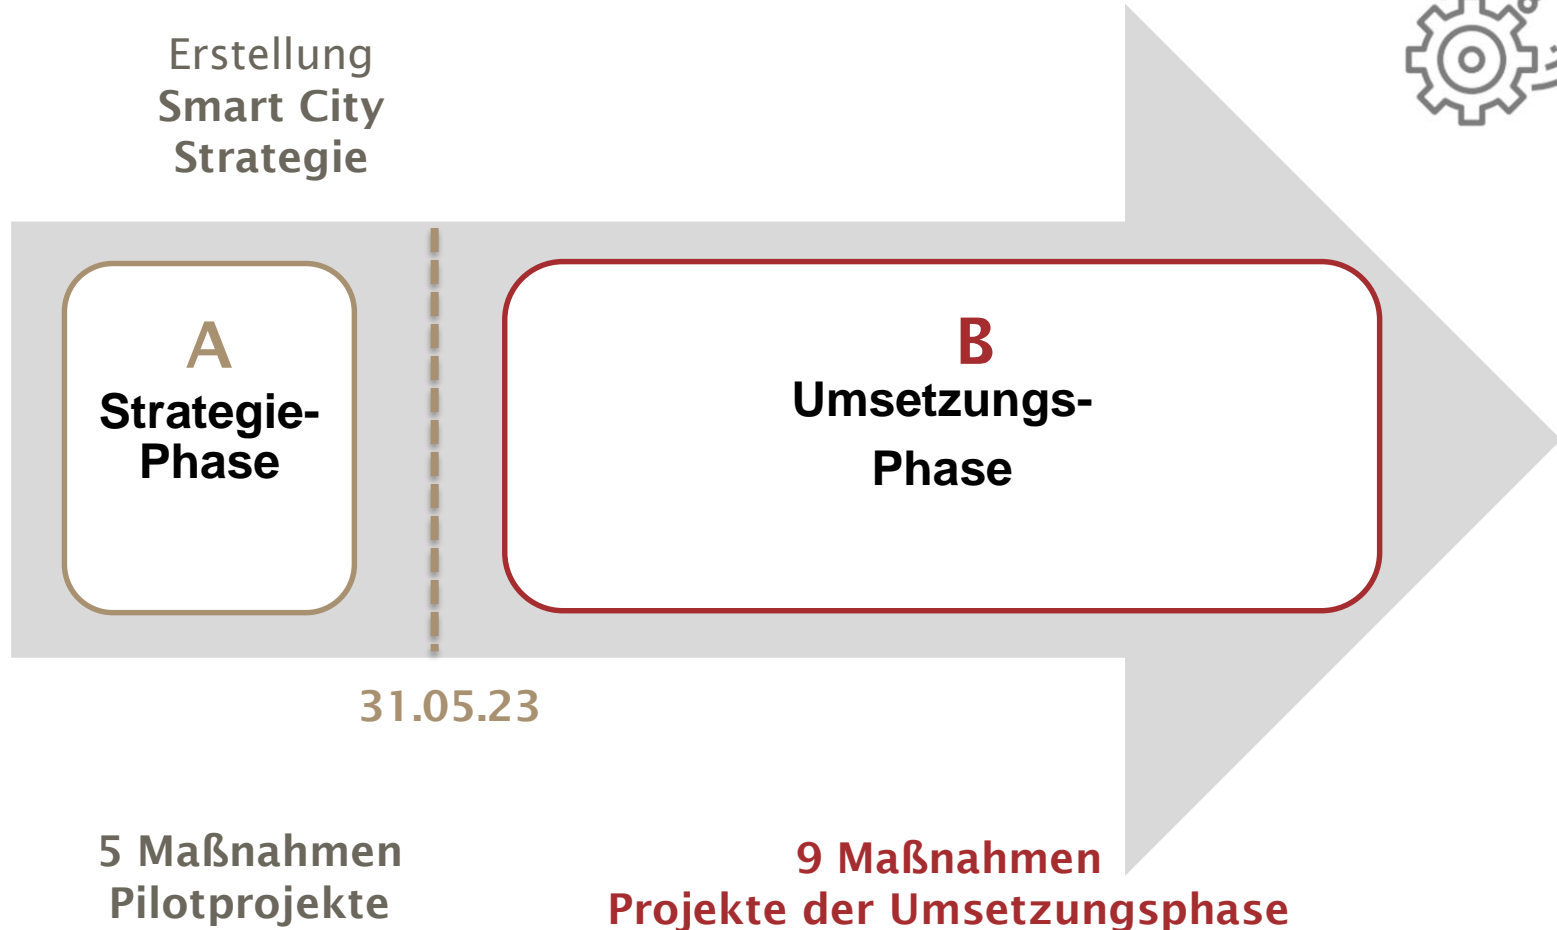 Erstellung
Smart City
Strategie
A
Strategie-
Phase
B
Umsetzungs-
Phase
31.05.23
5 Maßnahmen
Pilotprojekte
9 Maßnahmen
Projekte der Umsetzungsphase